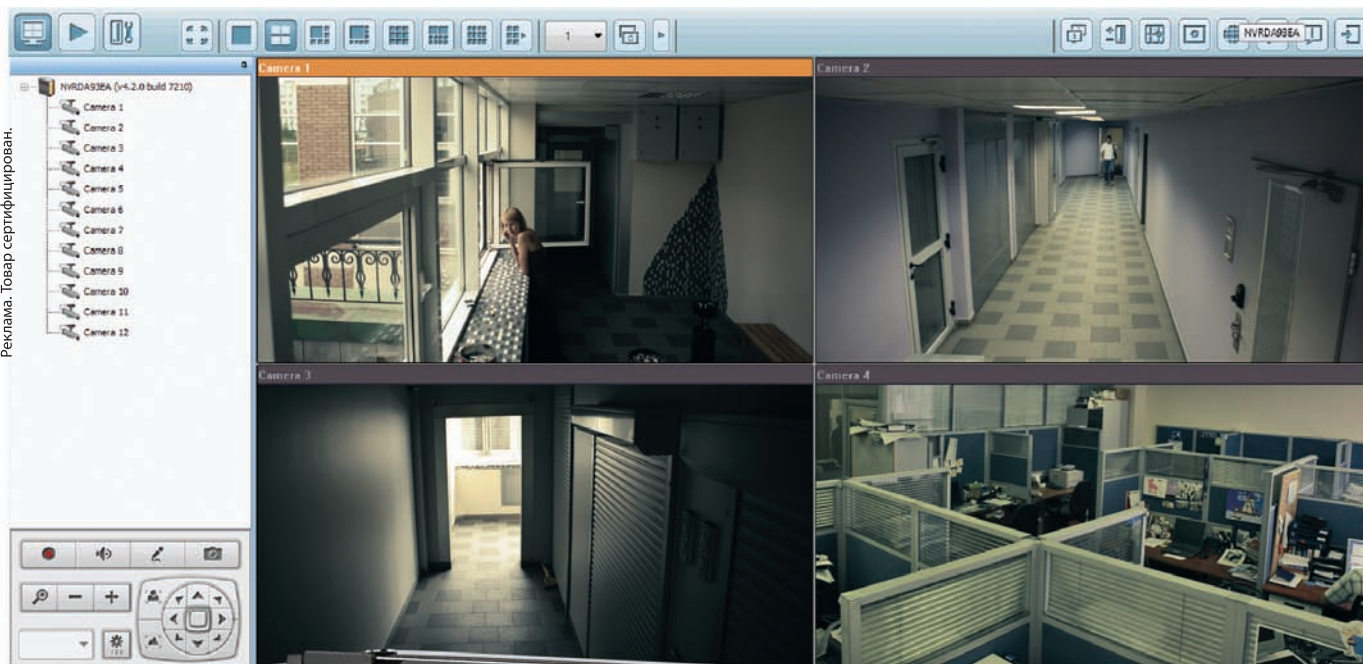 1
NVRDA93EA
NVRDA93EA (v4.2.0 build 7210)
Camera 1
Camera 2
Camera 3
Camera 4
Camera 5
Camera 6
Camera 7
Camera 8
Camera 9
Camera 10
Camera 11
Camera 12
Camera 1
Camera 2
Camera 3
Camera 4
Реклама. Товар сертифицирован.